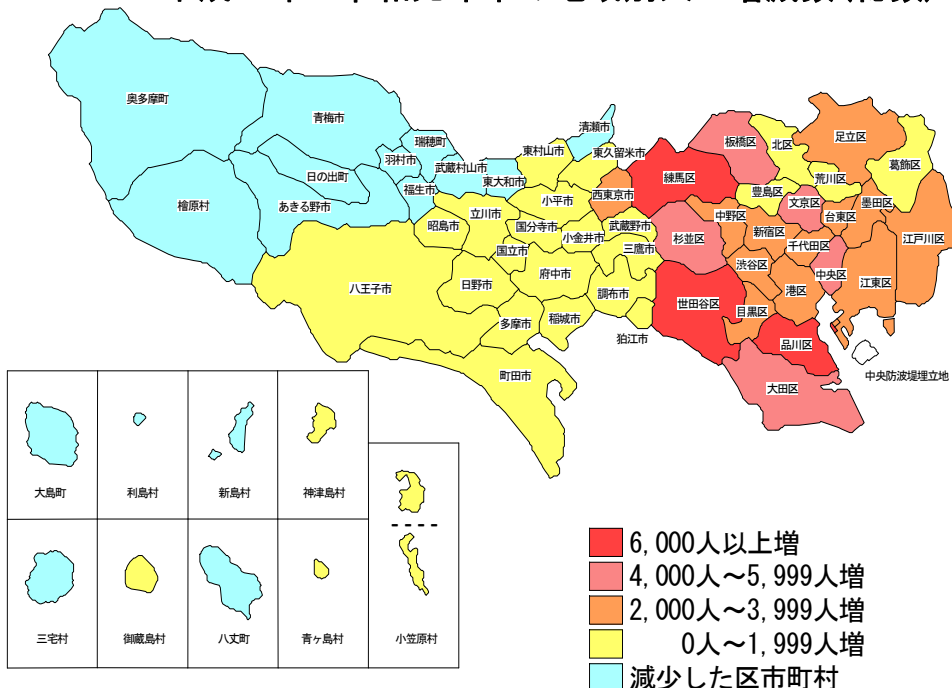 奥多摩町
青梅市
瑞穂町
羽村市
武蔵村山市
東大和市
清瀬市
東村山市
東久留米市
日の出町
福生市
檜原村
あきる野市
昭島市
立川市
小平市
西東京市
国分寺市
小金井市
武蔵野市
三鷹市
国立市
八王子市
日野市
府中市
調布市
多摩市
稲城市
狛江市
町田市
板橋区
北区
足立区
葛飾区
練馬区
豊島区
荒川区
文京区
台東区
墨田区
中野区
新宿区
千代田区
江戸川区
杉並区
渋谷区
中央区
江東区
世田谷区
目黒区
港区
品川区
大田区
中央防波堤埋立地
大島町
利島村
新島村
神津島村
三宅村
御蔵島村
八丈町
青ヶ島村
小笠原村
6,000人以上増
4,000人～5,999人増
2,000人～3,999人増
0人～1,999人増
減少した区市町村